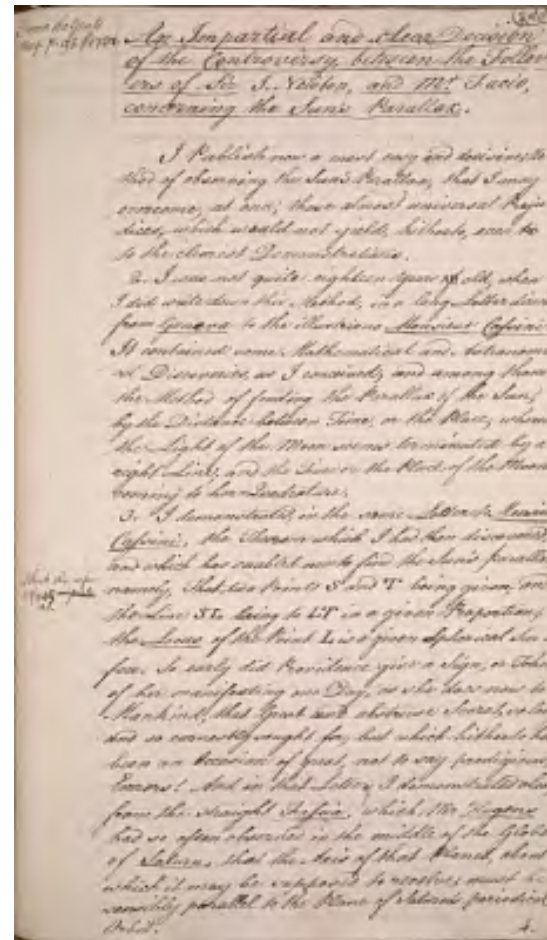 An Impartial and clear Decision
of the Controversy, between the Follow
ers of Sir I. Newton, and Mr. Facio,
concerning the Sun's Parallax.
I Publish now a most easy and decisive Me
thod of observing the Sun's Parallax, that I may
overcome, at once, those almost universal Preju
dices, which would not yield, hitherto, even to
to the clearest Demonstrations.
2. I was not quite eighteen years old, when
I did write down this Method, in a long Letter
from Geneva to the illustrious Monsieur Cassini.
It contained some Mathematical and Astronomi
cal Discoveries, as I conceived, and among them
the Method of finding the Parallax of the Sun,
by the Distance between Time, or the Place, where
the Light of the Moon seems terminated by a
right Line, and the Time or the Place of the Moon
coming to her Quadrature.
3. I demonstrated, in the same Letter to Monsieur
Cassini, the Theorem which I had then discovered,
and which has enabled me to find the Sun's parallax
namely, That two Points S and T being given, an
the Line SL being to LT in a given Proportion,
the Locus of the Point L is a given Spherical Sur
face. So early did Providence give a Sign, or Token
of her manifesting one Day, as she does now to
Mankind, that Great and abstruse Secret,
and so earnestly sought for, but which hitherto has
been an Occasion of great, not to say prodigious
Errors! And in that Letter, I demonstrated also
from the straight Fascia, which Mr. Hugens
had so often observed in the middle of the Globe
of Saturn, that the Axis of that Planet, about
which it may be supposed to revolve, must be
sensibly parallel to the Plane of Saturn's periodical
Orbit.
4.